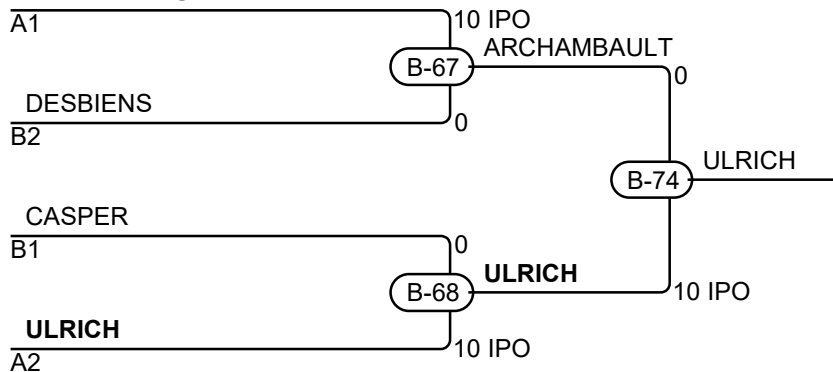 A1
10 IPO
ARCHAMBAULT
B-67
0
DESBIENS
0
B2
B-74
ULRICH
CASPER
B1
0
B-68
ULRICH
10 IPO
ULRICH
10 IPO
A2